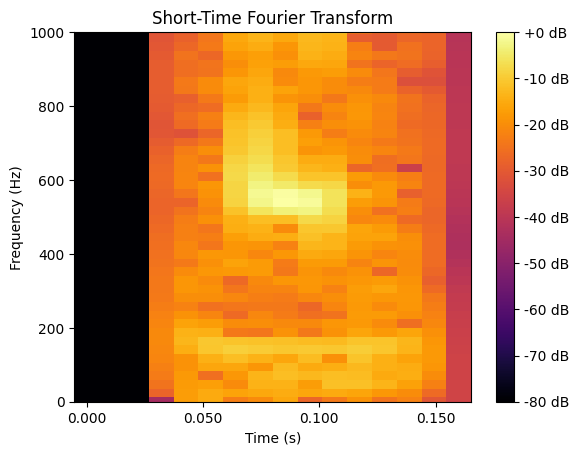 Short-Time Fourier Transform
Frequency (Hz)
1000
800
600
400
200
0
0.000
0.050
0.100
0.150
Time (s)
+0 dB
-10 dB
-20 dB
-30 dB
-40 dB
-50 dB
-60 dB
-70 dB
-80 dB